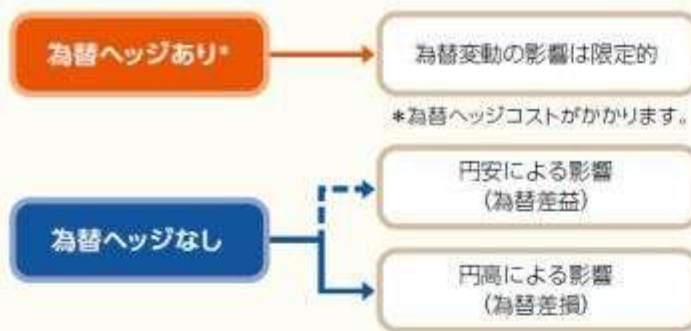 為替ヘッジあり*
為替変動の影響は限定的
*為替ヘッジコストがかかります。
円安による影響
(為替差益)
為替ヘッジなし
円高による影響
(為替差損)